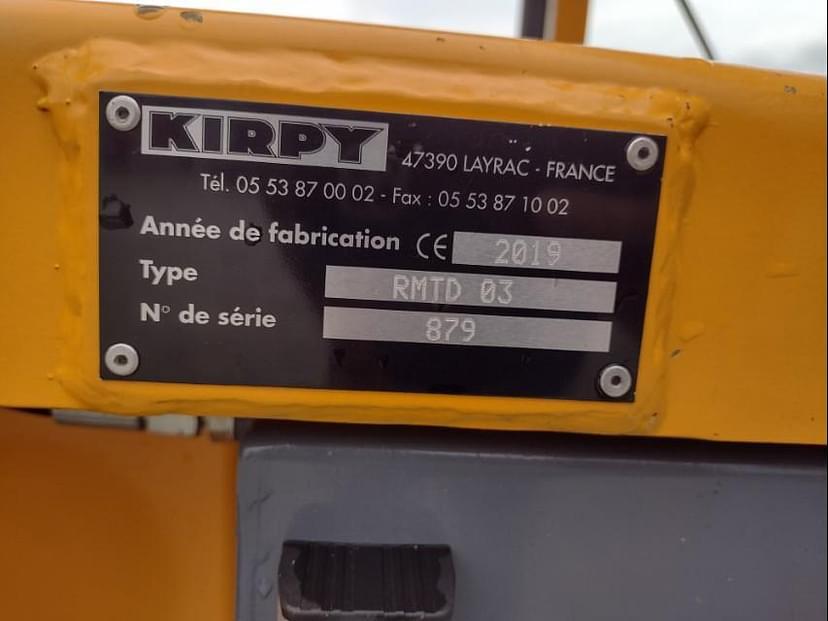 KIRPY
47390 LAYRAC - FRANCE
Tél. 05 53 87 00 02 - Fax : 05 53 87 10 02
Année de fabrication CE 2019
Type RMTD 03
N° de série 879